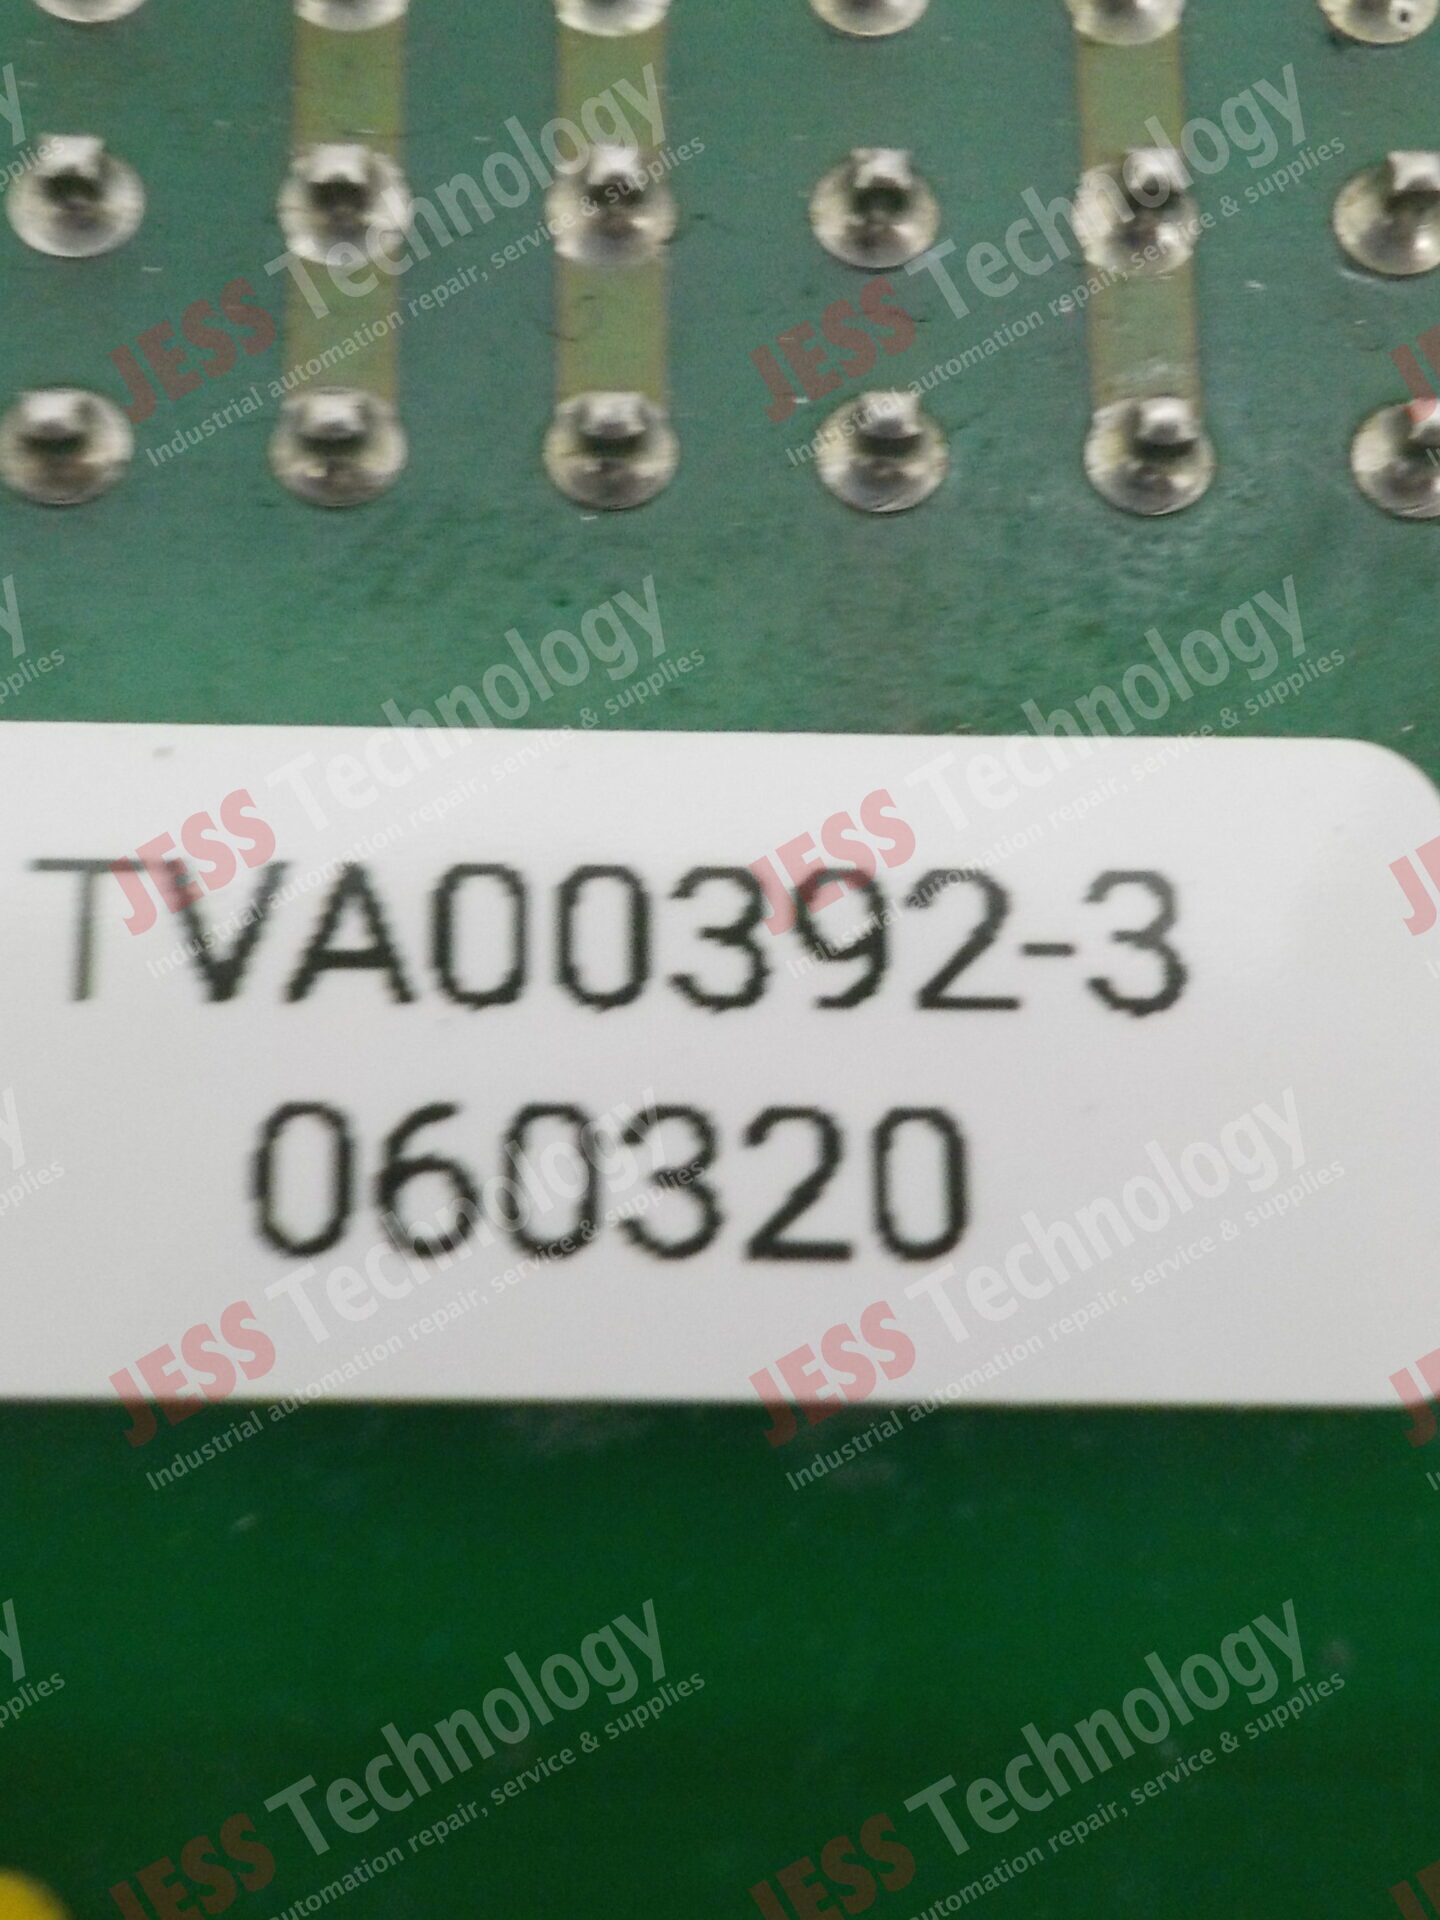 TVA00392-3
060320
JESS Technology
Industrial automation repair, service & supplies